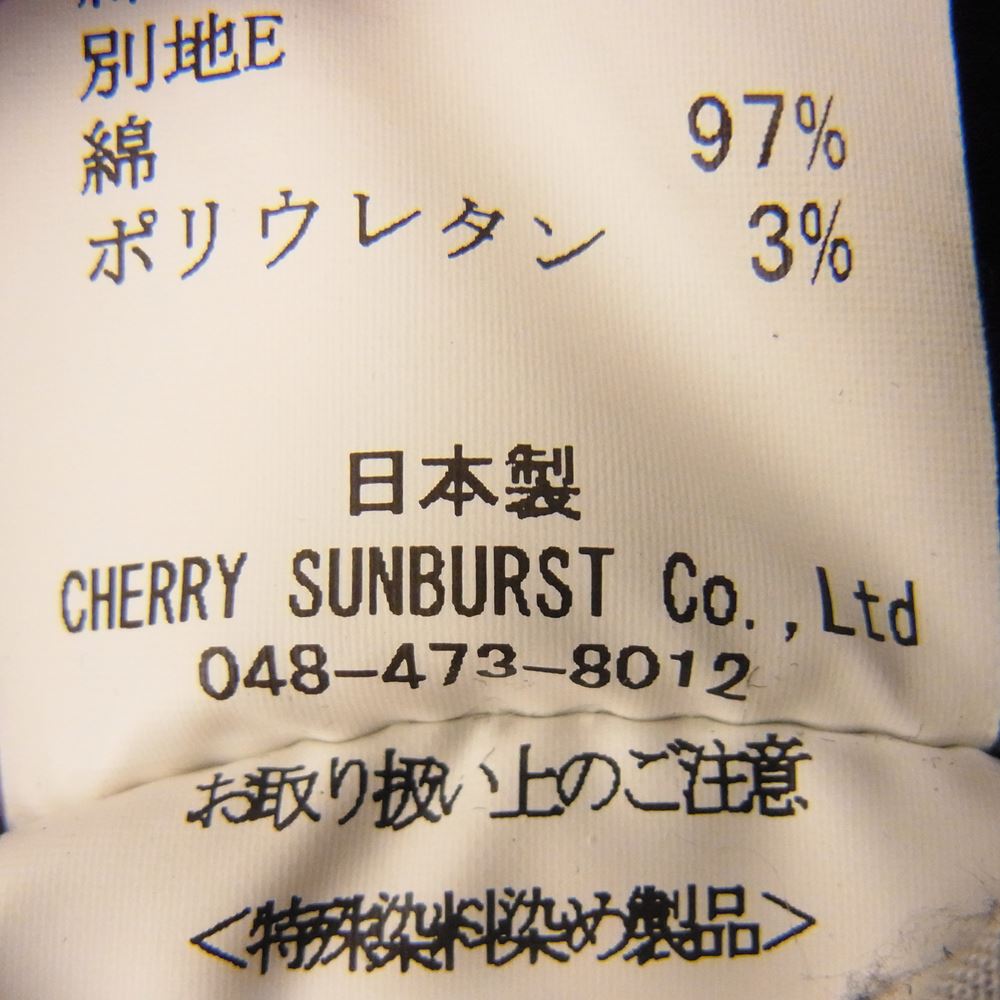 別地E
綿 97%
ポリウレタン 3%
日本製
CHERRY SUNBURST Co.,Ltd
048-473-8012
お取り扱い上のご注意
<特殊染料染め製品>